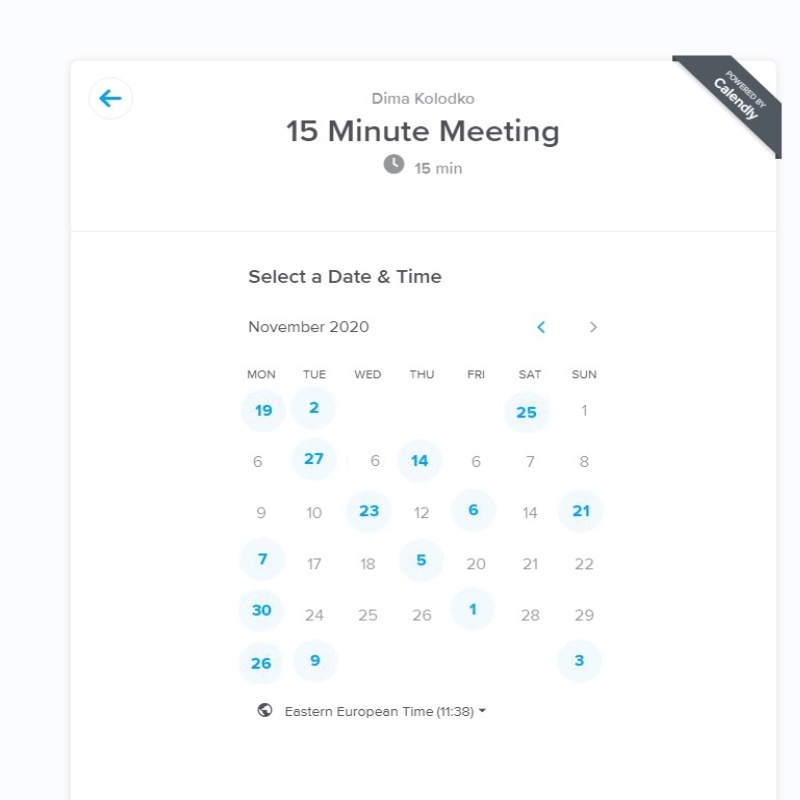 POWERED BY
Calendly
Dima Kolodko
15 Minute Meeting
15 min
Select a Date & Time
November 2020
MON TUE WED THU FRI SAT SUN
19 2 25 1
6 27 6 14 6 7 8
9 10 23 12 6 14 21
7 17 18 5 20 21 22
30 24 25 26 1 28 29
26 9 3
Eastern European Time (11:38)